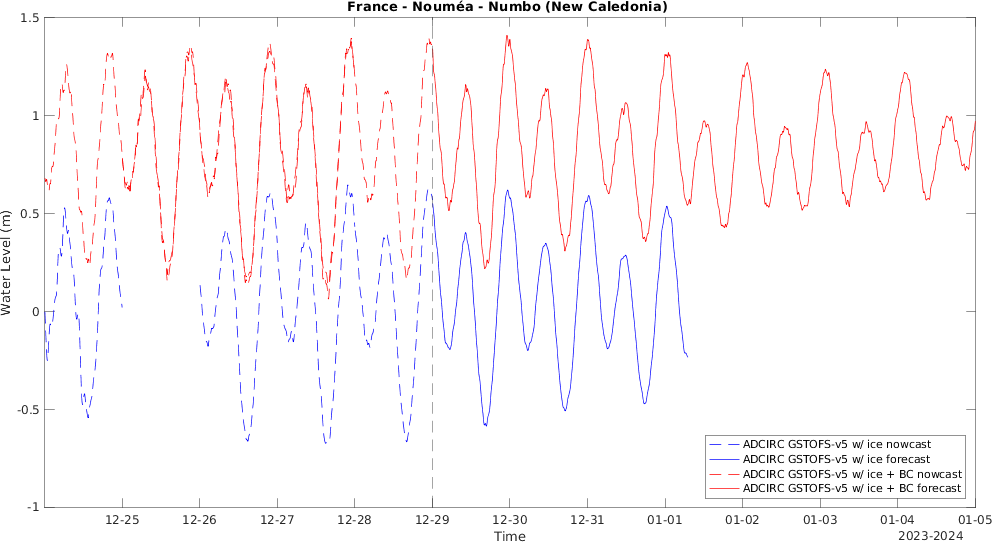 France - Nouméa - Numbo (New Caledonia)
1.5
1
0.5
0
-0.5
-1
Water Level (m)
12-25
12-26
12-27
12-28
12-29
12-30
12-31
01-01
01-02
01-03
01-04
01-05
Time
2023-2024
ADCIRC GSTOFS-v5 w/ ice nowcast
ADCIRC GSTOFS-v5 w/ ice forecast
ADCIRC GSTOFS-v5 w/ ice + BC nowcast
ADCIRC GSTOFS-v5 w/ ice + BC forecast